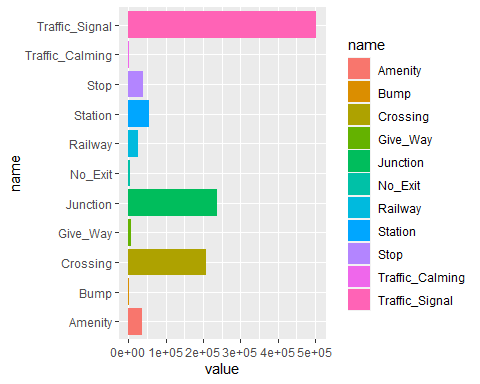 name
Traffic_Signal
Traffic_Calming
Stop
Station
Railway
No_Exit
Junction
Give_Way
Crossing
Bump
Amenity
0e+00 1e+05 2e+05 3e+05 4e+05 5e+05
value
name
Amenity
Bump
Crossing
Give_Way
Junction
No_Exit
Railway
Station
Stop
Traffic_Calming
Traffic_Signal